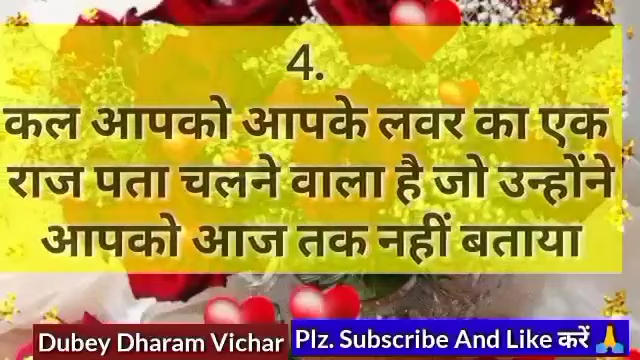 4.
कल आपको आपके लवर का एक
राज पता चलने वाला है जो उन्होंने
आपको आज तक नहीं बताया
Dubey Dharam Vichar
Plz. Subscribe And Like करें🙏